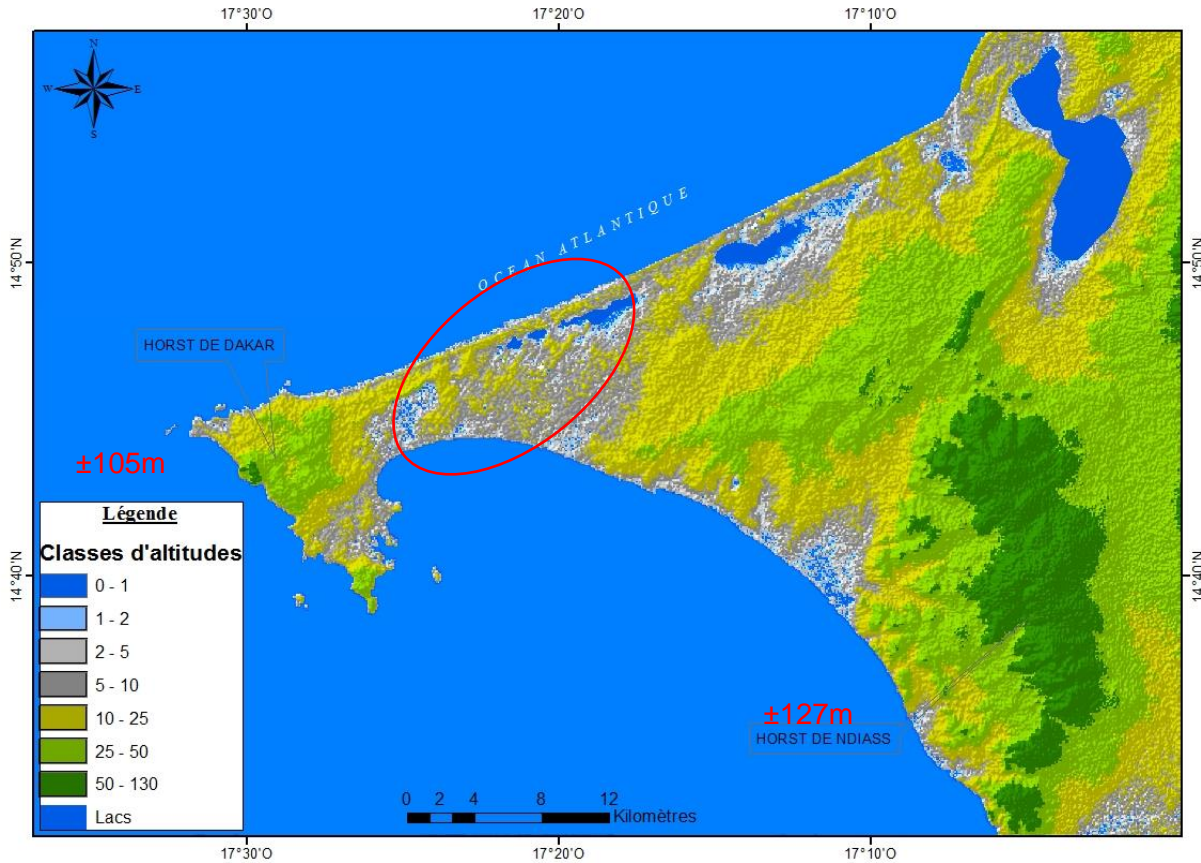 17°30'O 17°20'O 17°10'O
N
W E
S
OCEAN ATLANTIQUE
14°50'N 14°50'N
HORST DE DAKAR
±105m
Légende
Classes d'altitudes
0 - 1
1 - 2
2 - 5
5 - 10
10 - 25
25 - 50
50 - 130
Lacs
14°40'N 14°40'N
±127m
HORST DE NDIASS
0 2 4 8 12
Kilomètres
17°30'O 17°20'O 17°10'O